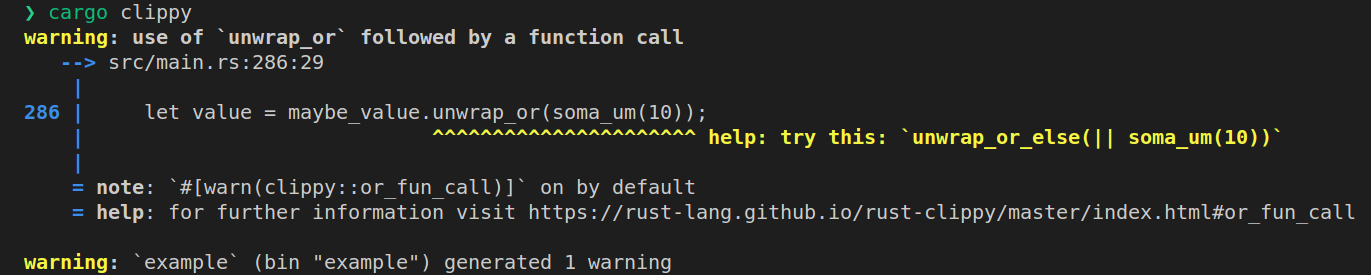 ❯ cargo clippy
warning: use of `unwrap_or` followed by a function call
   --> src/main.rs:286:29
    |
286 |     let value = maybe_value.unwrap_or(soma_um(10));
    |                             ^^^^^^^^^^^^^^^^^^^^^^ help: try this: `unwrap_or_else(|| soma_um(10))`
    |
    = note: `#[warn(clippy::or_fun_call)]` on by default
    = help: for further information visit https://rust-lang.github.io/rust-clippy/master/index.html#or_fun_call

warning: `example` (bin "example") generated 1 warning